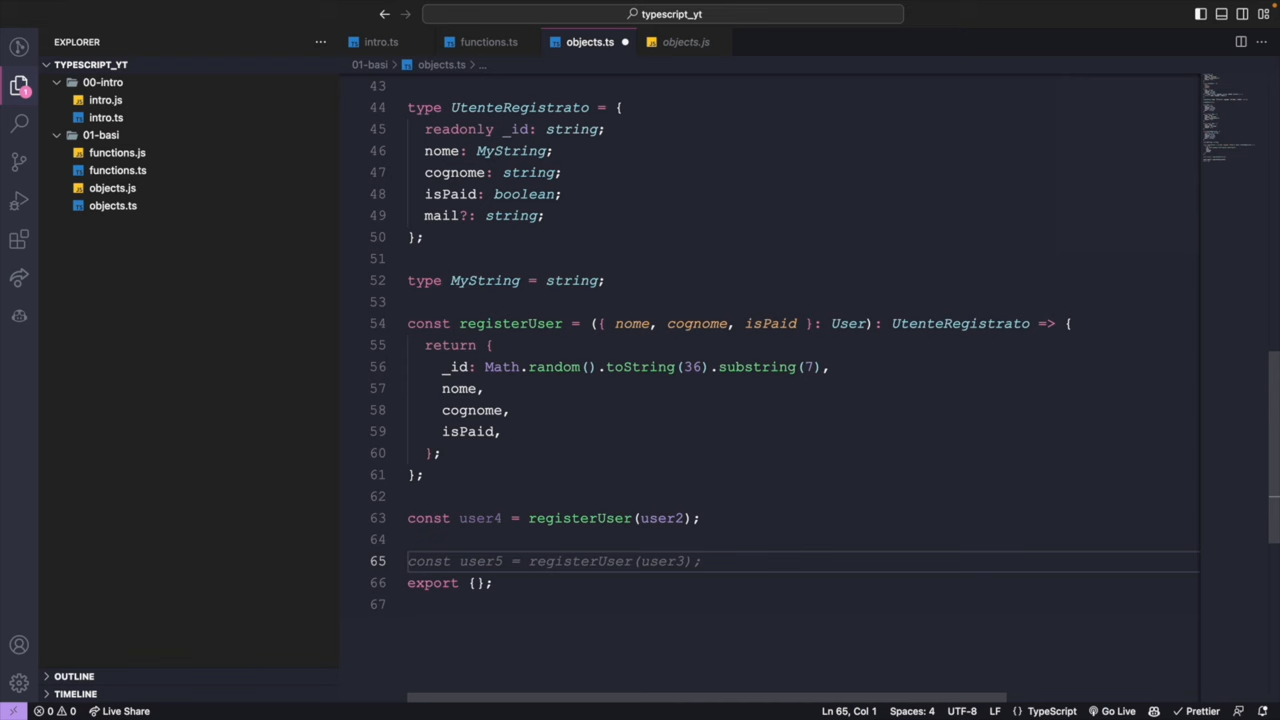 typescript_yt
EXPLORER
intro.ts
functions.ts
objects.ts
objects.js
TYPESCRIPT_YT
01-basi > objects.ts > ...
00-intro
intro.js
intro.ts
01-basi
functions.js
functions.ts
objects.js
objects.ts
1
43
44 type UtenteRegistrato = {
45 readonly _id: string;
46 nome: MyString;
47 cognome: string;
48 isPaid: boolean;
49 mail?: string;
50 };
51
52 type MyString = string;
53
54 const registerUser = ({ nome, cognome, isPaid }: User): UtenteRegistrato => {
55 return {
56 _id: Math.random().toString(36).substring(7),
57 nome,
58 cognome,
59 isPaid,
60 };
61 };
62
63 const user4 = registerUser(user2);
64
65 const user5 = registerUser(user3);
66 export {};
67
OUTLINE
TIMELINE
0 0 Live Share
Ln 65, Col 1 Spaces: 4 UTF-8 LF {} TypeScript Go Live Prettier